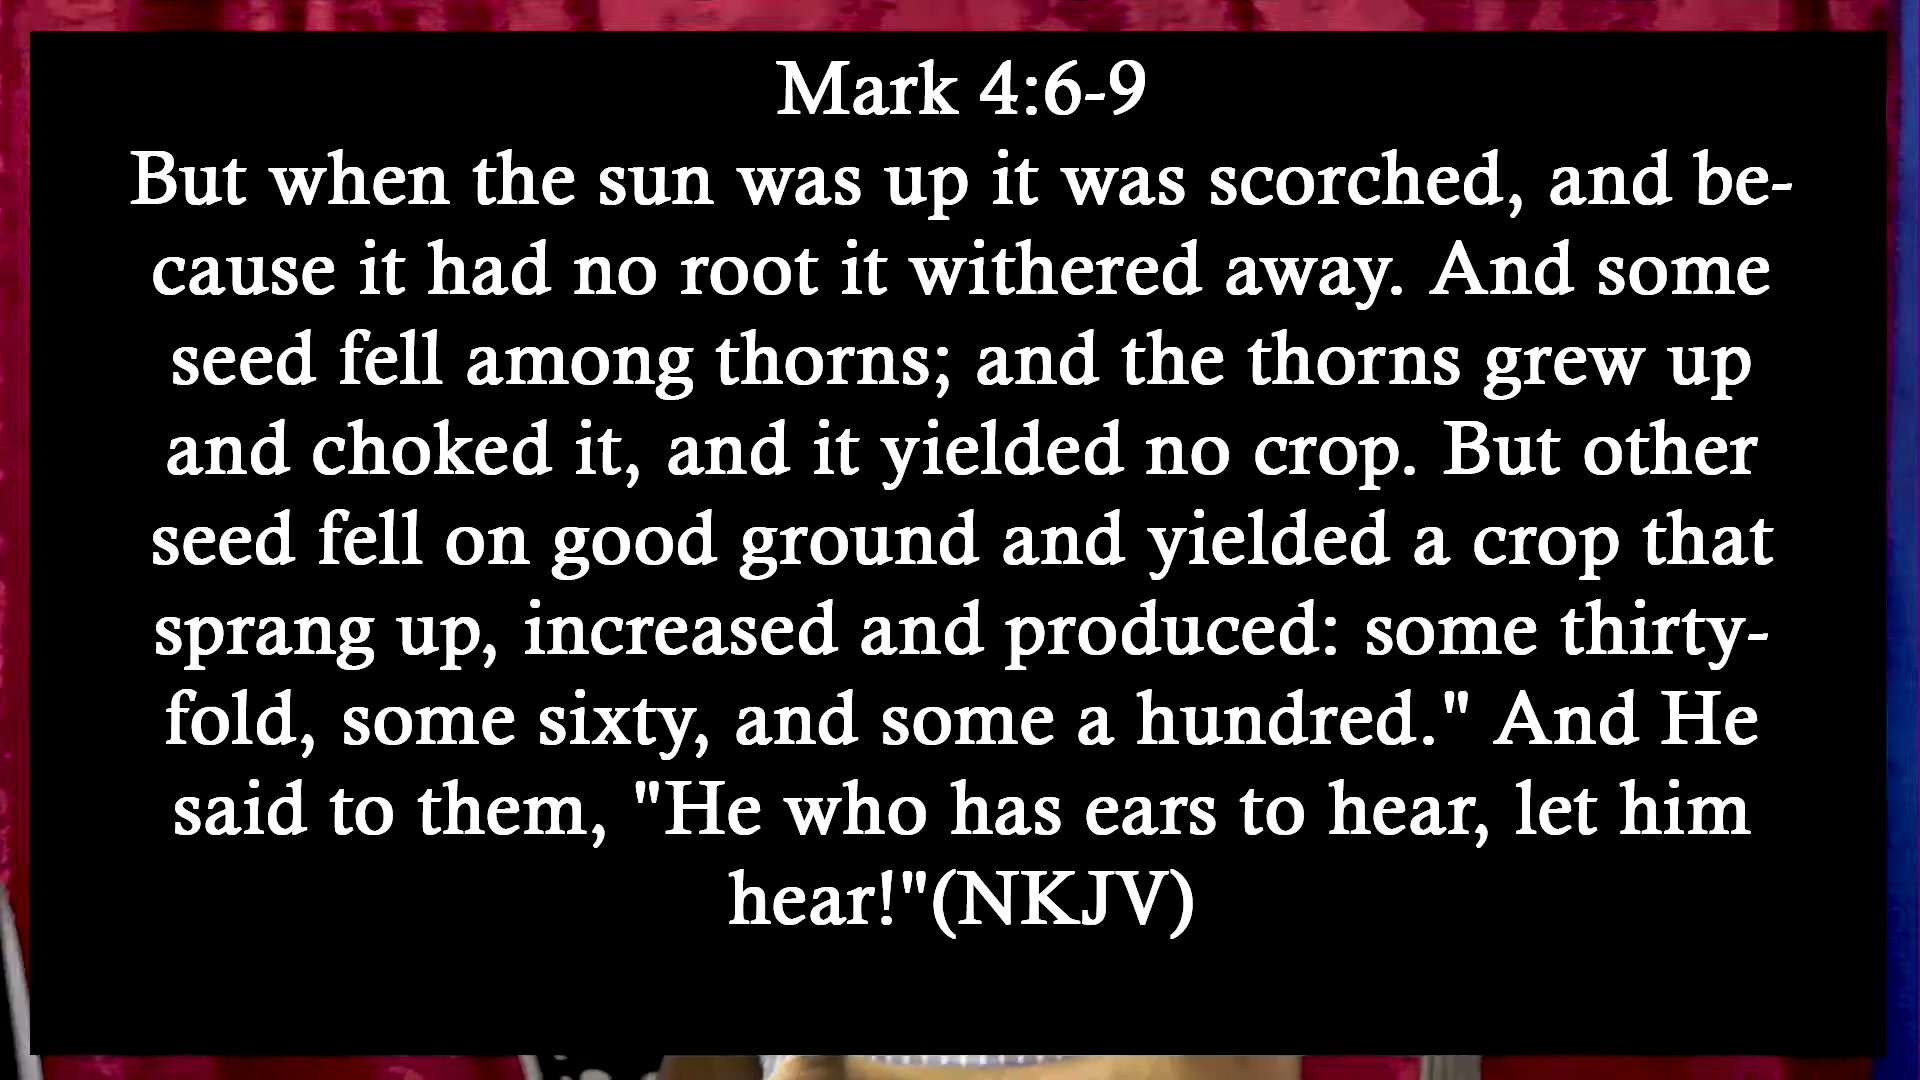 Mark 4:6-9
But when the sun was up it was scorched, and be-
cause it had no root it withered away. And some
seed fell among thorns; and the thorns grew up
and choked it, and it yielded no crop. But other
seed fell on good ground and yielded a crop that
sprang up, increased and produced: some thirty-
fold, some sixty, and some a hundred." And He
said to them, "He who has ears to hear, let him
hear!"(NKJV)